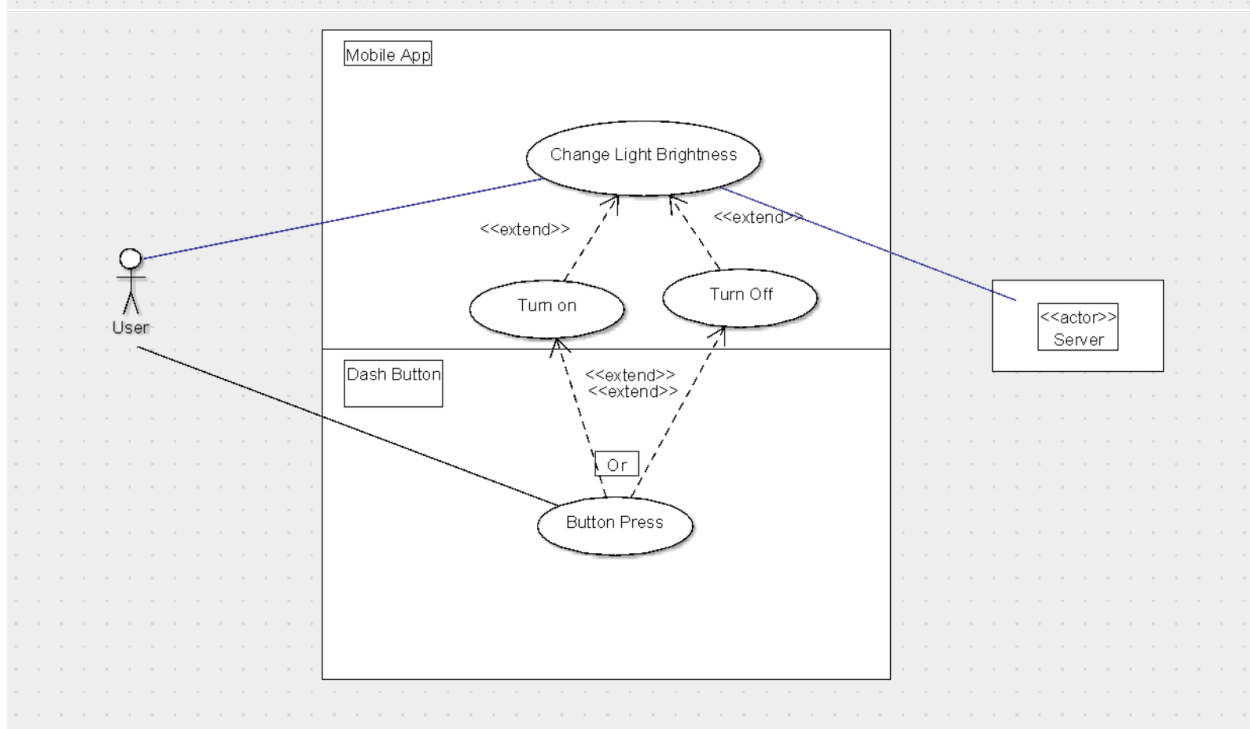 Mobile App
Change Light Brightness
<<extend>>
<<extend>>
Turn on
Turn Off
User
<<actor>>
Server
Dash Button
<<extend>>
<<extend>>
Or
Button Press